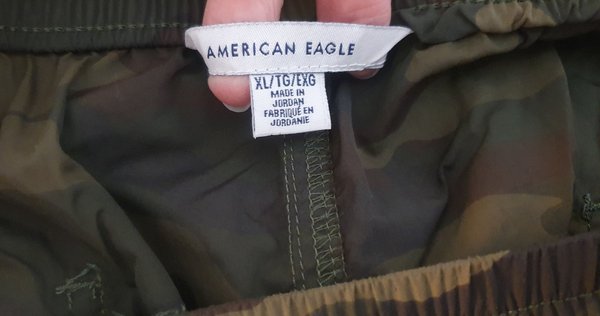 AMERICAN EAGLE
XL/TG/EXG
MADE IN
JORDAN
FABRIQUÉ EN
JORDANIE